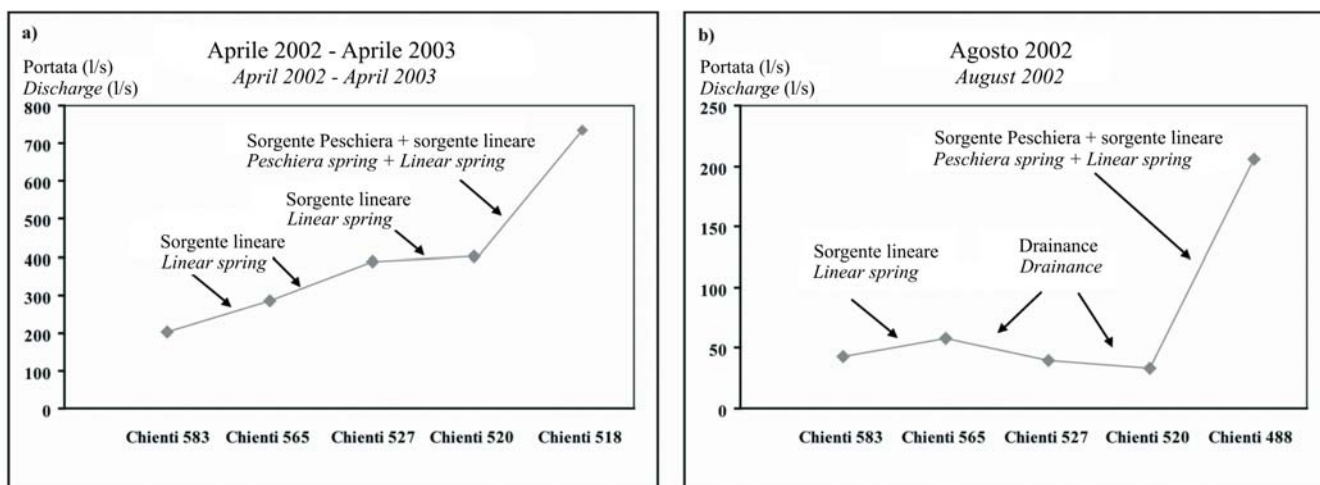 a)
Aprile 2002 - Aprile 2003
April 2002 - April 2003
Portata (l/s)
Discharge (l/s)
800
700
600
500
400
300
200
100
0
Sorgente Peschiera + sorgente lineare
Peschiera spring + Linear spring
Sorgente lineare
Linear spring
Sorgente lineare
Linear spring
Chienti 583
Chienti 565
Chienti 527
Chienti 520
Chienti 518
b)
Agosto 2002
August 2002
Portata (l/s)
Discharge (l/s)
250
200
150
100
50
0
Sorgente Peschiera + sorgente lineare
Peschiera spring + Linear spring
Sorgente lineare
Linear spring
Drainance
Drainance
Chienti 583
Chienti 565
Chienti 527
Chienti 520
Chienti 488